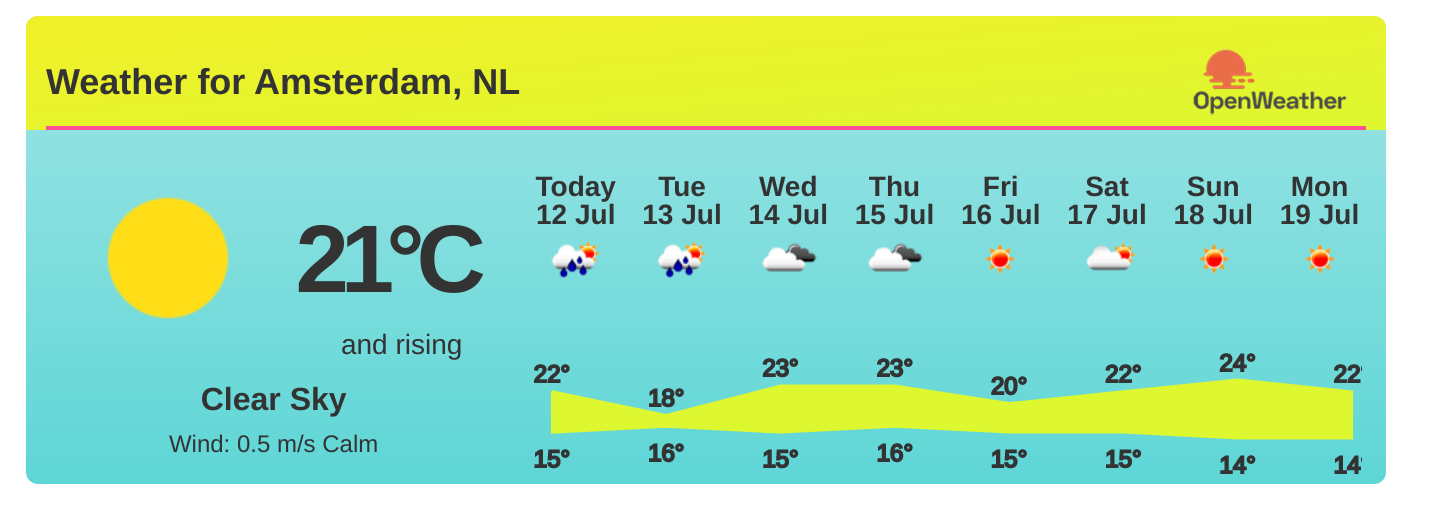 Weather for Amsterdam, NL
OpenWeather
21°C
and rising
Clear Sky
Wind: 0.5 m/s Calm
Today Tue Wed Thu Fri Sat Sun Mon
12 Jul 13 Jul 14 Jul 15 Jul 16 Jul 17 Jul 18 Jul 19 Jul
22° 18° 23° 23° 20° 22° 24° 22°
15° 16° 15° 16° 15° 15° 14° 14°